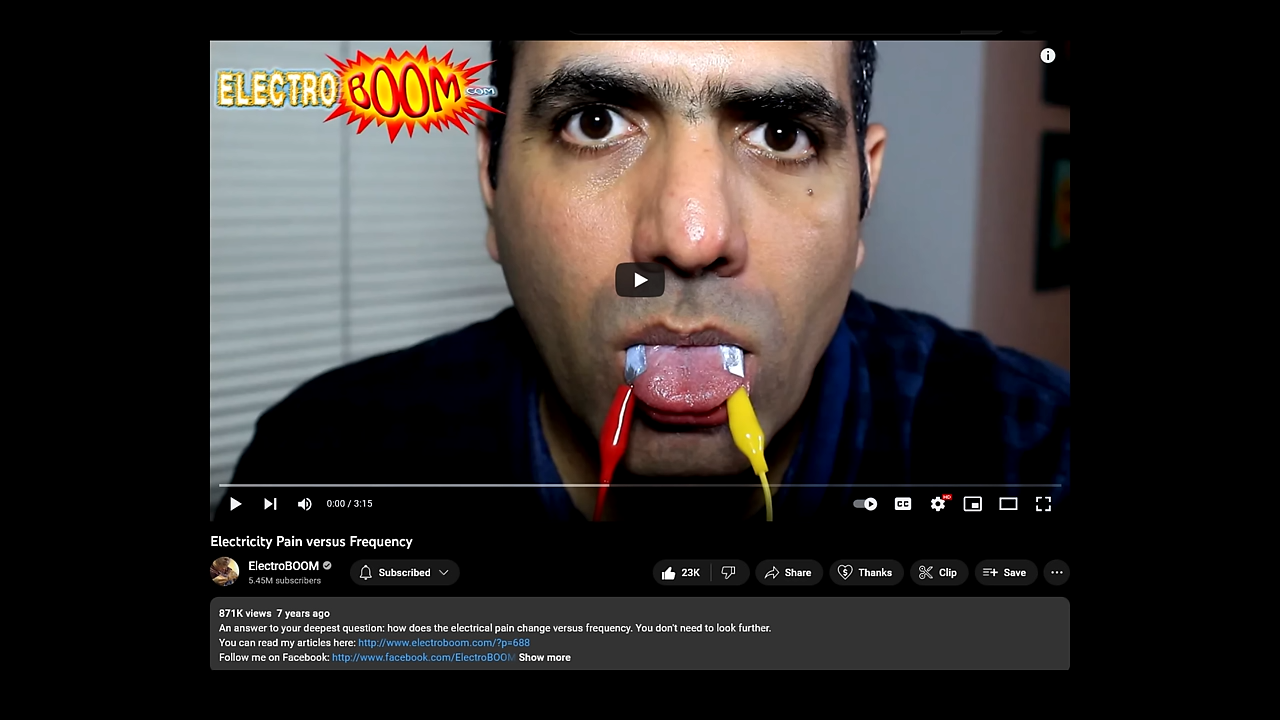 ELECTROBOOM.COM
0:00 / 3:15
CC
HD
Electricity Pain versus Frequency
ElectroBOOM
5.45M subscribers
Subscribed
23K
Share
Thanks
Clip
Save
871K views 7 years ago
An answer to your deepest question: how does the electrical pain change versus frequency. You don't need to look further.
You can read my articles here: http://www.electroboom.com/?p=688
Follow me on Facebook: http://www.facebook.com/ElectroBOOM Show more